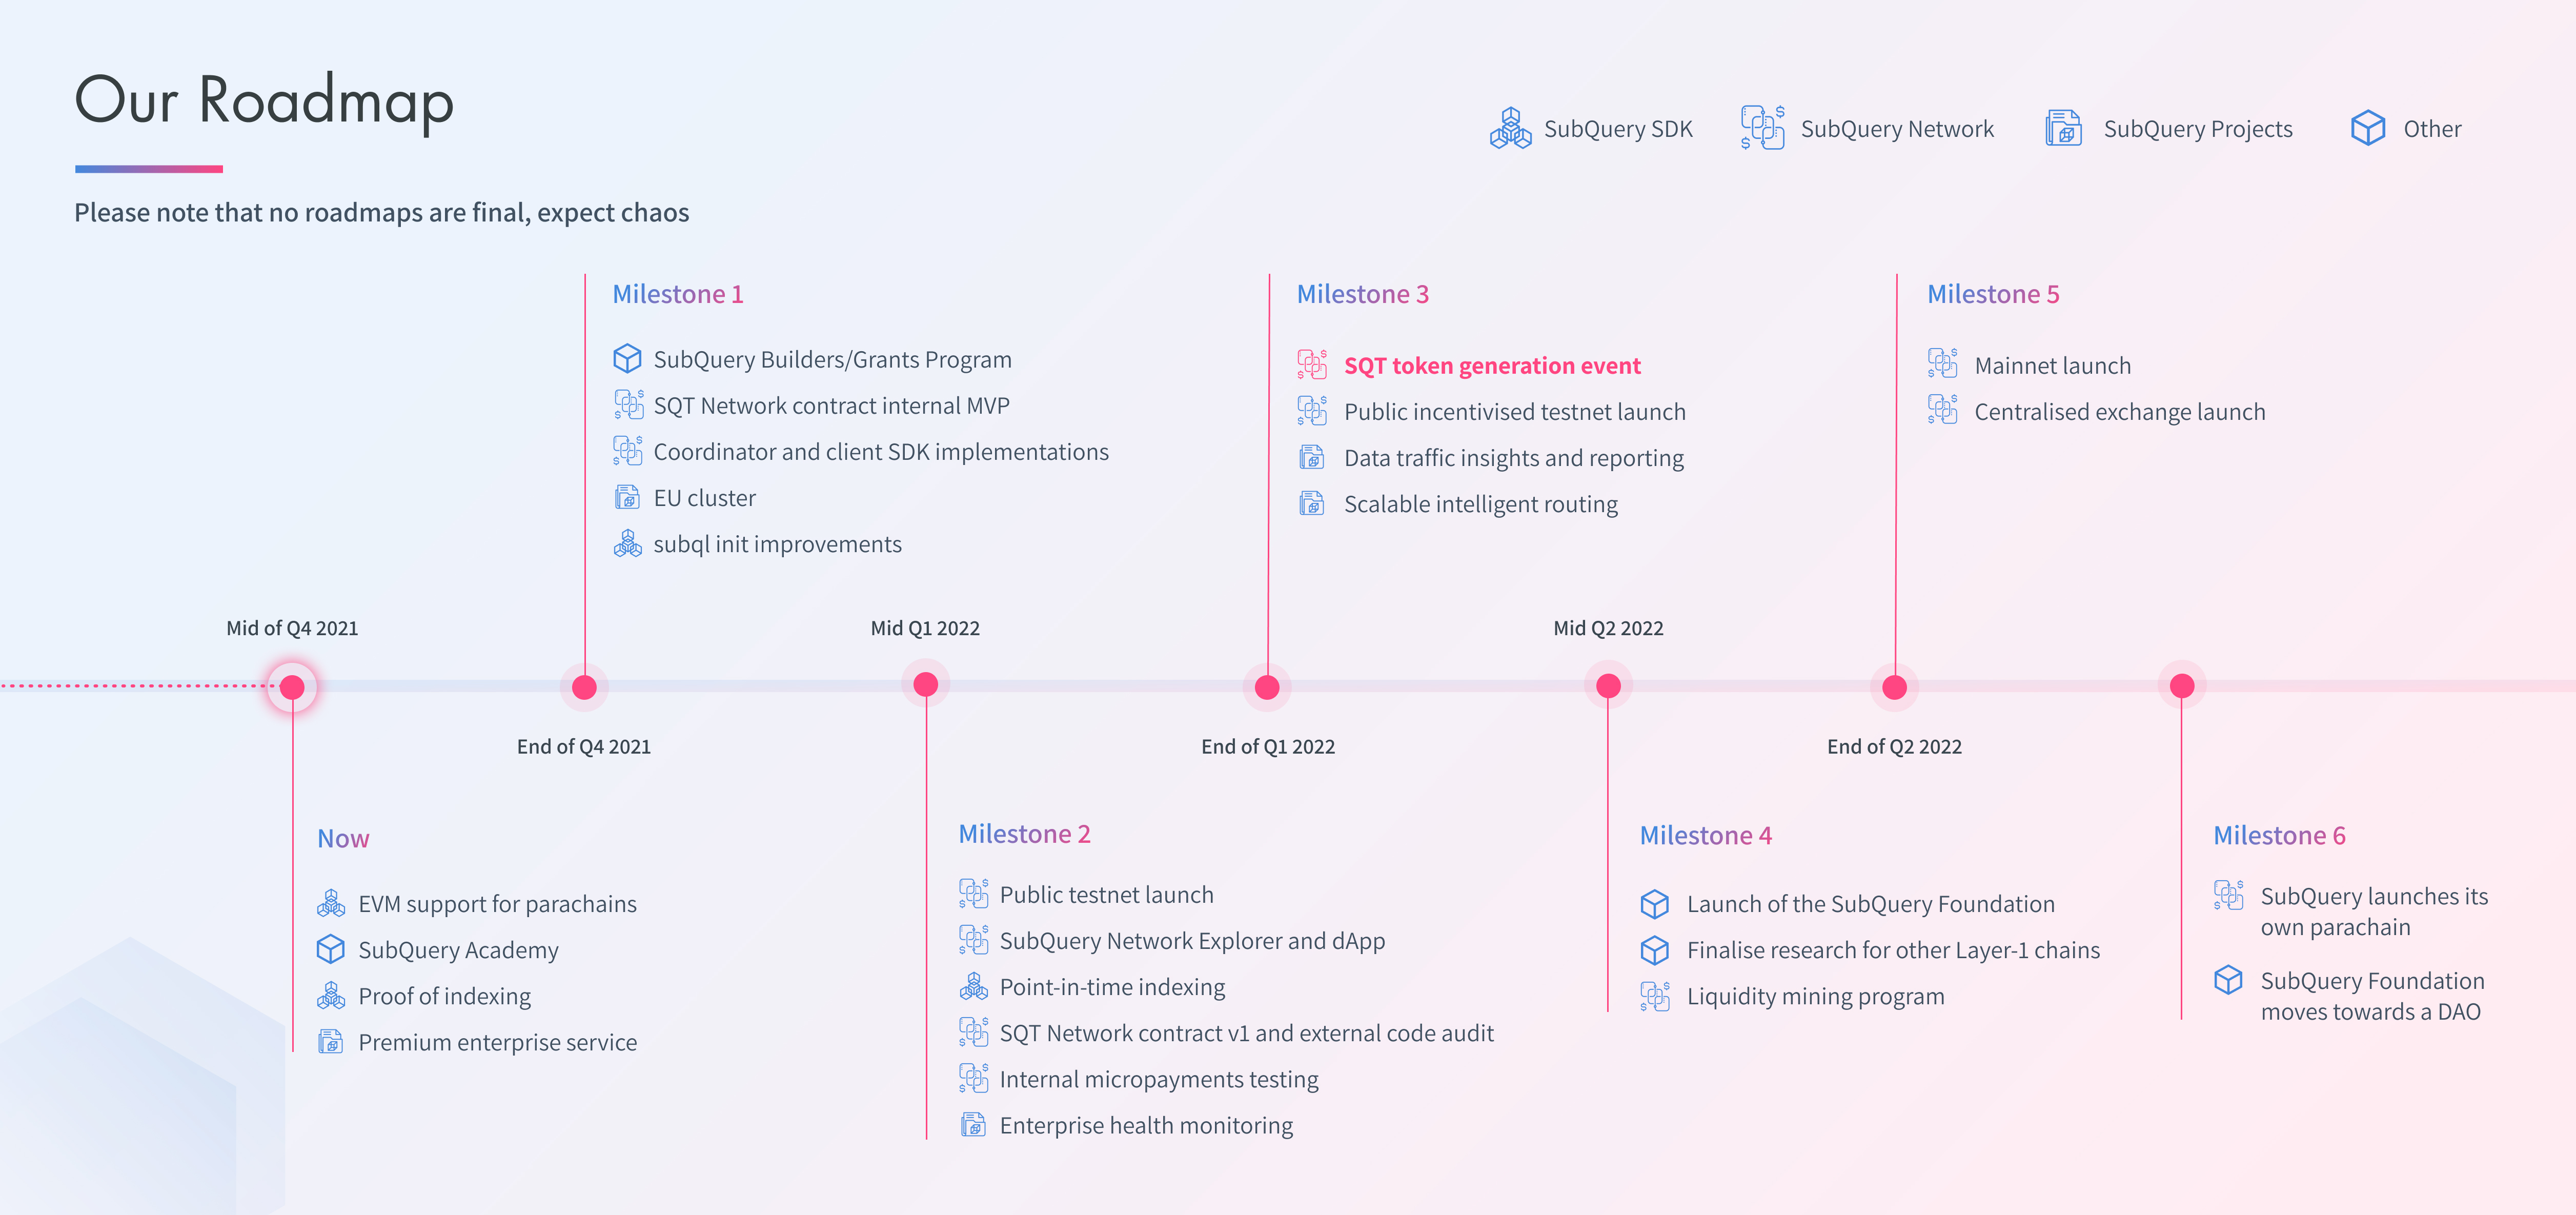 Our Roadmap
SubQuery SDK
SubQuery Network
SubQuery Projects
Other
Please note that no roadmaps are final, expect chaos
Milestone 1
SubQuery Builders/Grants Program
SQT Network contract internal MVP
Coordinator and client SDK implementations
EU cluster
subql init improvements
Milestone 3
SQT token generation event
Public incentivised testnet launch
Data traffic insights and reporting
Scalable intelligent routing
Milestone 5
Mainnet launch
Centralised exchange launch
Mid of Q4 2021
Mid Q1 2022
Mid Q2 2022
End of Q4 2021
End of Q1 2022
End of Q2 2022
Now
EVM support for parachains
SubQuery Academy
Proof of indexing
Premium enterprise service
Milestone 2
Public testnet launch
SubQuery Network Explorer and dApp
Point-in-time indexing
SQT Network contract v1 and external code audit
Internal micropayments testing
Enterprise health monitoring
Milestone 4
Launch of the SubQuery Foundation
Finalise research for other Layer-1 chains
Liquidity mining program
Milestone 6
SubQuery launches its
own parachain
SubQuery Foundation
moves towards a DAO